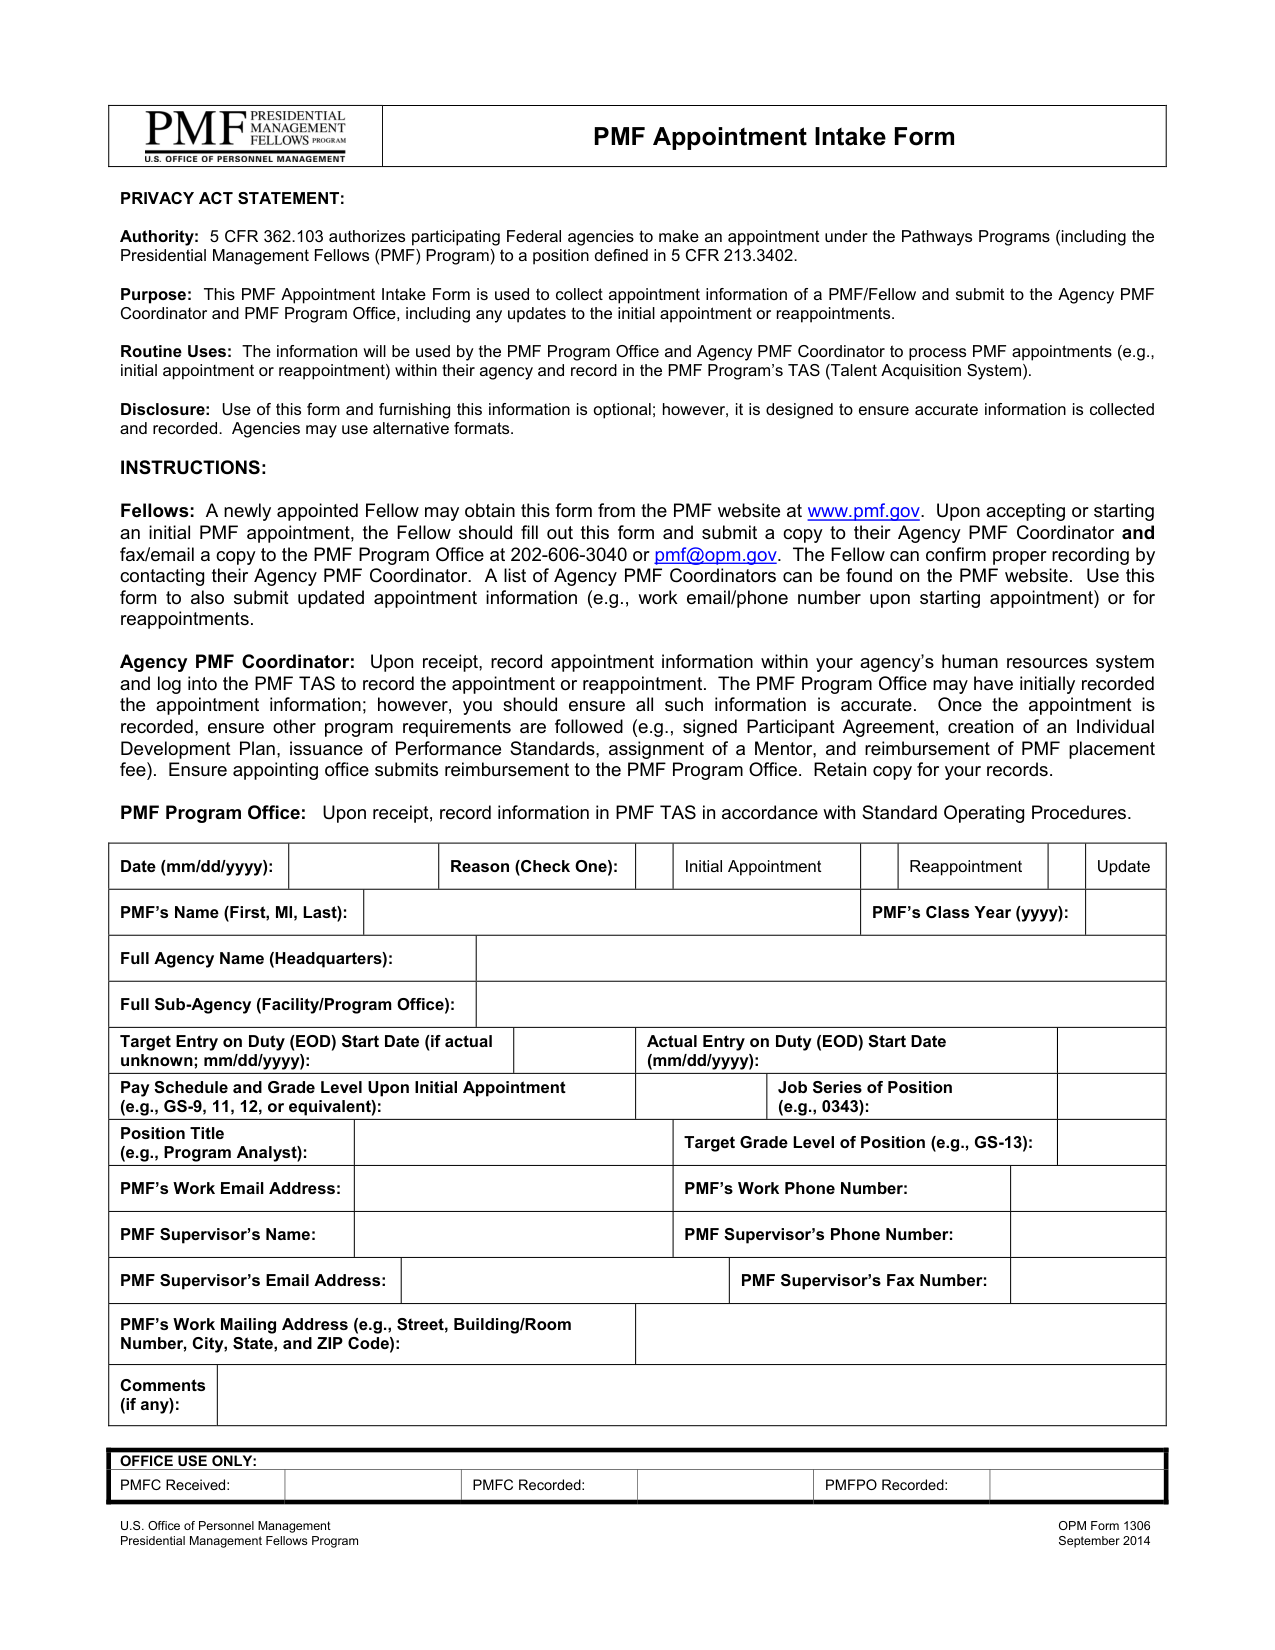 PMF PRESIDENTIAL
MANAGEMENT
FELLOWS PROGRAM
U.S. OFFICE OF PERSONNEL MANAGEMENT
PMF Appointment Intake Form
PRIVACY ACT STATEMENT:
Authority: 5 CFR 362.103 authorizes participating Federal agencies to make an appointment under the Pathways Programs (including the
Presidential Management Fellows (PMF) Program) to a position defined in 5 CFR 213.3402.
Purpose: This PMF Appointment Intake Form is used to collect appointment information of a PMF/Fellow and submit to the Agency PMF
Coordinator and PMF Program Office, including any updates to the initial appointment or reappointments.
Routine Uses: The information will be used by the PMF Program Office and Agency PMF Coordinator to process PMF appointments (e.g.,
initial appointment or reappointment) within their agency and record in the PMF Program’s TAS (Talent Acquisition System).
Disclosure: Use of this form and furnishing this information is optional; however, it is designed to ensure accurate information is collected
and recorded. Agencies may use alternative formats.
INSTRUCTIONS:
Fellows: A newly appointed Fellow may obtain this form from the PMF website at www.pmf.gov. Upon accepting or starting
an initial PMF appointment, the Fellow should fill out this form and submit a copy to their Agency PMF Coordinator and
fax/email a copy to the PMF Program Office at 202-606-3040 or pmf@opm.gov. The Fellow can confirm proper recording by
contacting their Agency PMF Coordinator. A list of Agency PMF Coordinators can be found on the PMF website. Use this
form to also submit updated appointment information (e.g., work email/phone number upon starting appointment) or for
reappointments.
Agency PMF Coordinator: Upon receipt, record appointment information within your agency’s human resources system
and log into the PMF TAS to record the appointment or reappointment. The PMF Program Office may have initially recorded
the appointment information; however, you should ensure all such information is accurate. Once the appointment is
recorded, ensure other program requirements are followed (e.g., signed Participant Agreement, creation of an Individual
Development Plan, issuance of Performance Standards, assignment of a Mentor, and reimbursement of PMF placement
fee). Ensure appointing office submits reimbursement to the PMF Program Office. Retain copy for your records.
PMF Program Office: Upon receipt, record information in PMF TAS in accordance with Standard Operating Procedures.
Date (mm/dd/yyyy): Reason (Check One): Initial Appointment Reappointment Update
PMF’s Name (First, MI, Last): PMF’s Class Year (yyyy):
Full Agency Name (Headquarters):
Full Sub-Agency (Facility/Program Office):
Target Entry on Duty (EOD) Start Date (if actual
unknown; mm/dd/yyyy):
Actual Entry on Duty (EOD) Start Date
(mm/dd/yyyy):
Pay Schedule and Grade Level Upon Initial Appointment
(e.g., GS-9, 11, 12, or equivalent):
Job Series of Position
(e.g., 0343):
Position Title
(e.g., Program Analyst):
Target Grade Level of Position (e.g., GS-13):
PMF’s Work Email Address: PMF’s Work Phone Number:
PMF Supervisor’s Name: PMF Supervisor’s Phone Number:
PMF Supervisor’s Email Address: PMF Supervisor’s Fax Number:
PMF’s Work Mailing Address (e.g., Street, Building/Room
Number, City, State, and ZIP Code):
Comments
(if any):
OFFICE USE ONLY:
PMFC Received: PMFC Recorded: PMFPO Recorded:
U.S. Office of Personnel Management OPM Form 1306
Presidential Management Fellows Program September 2014